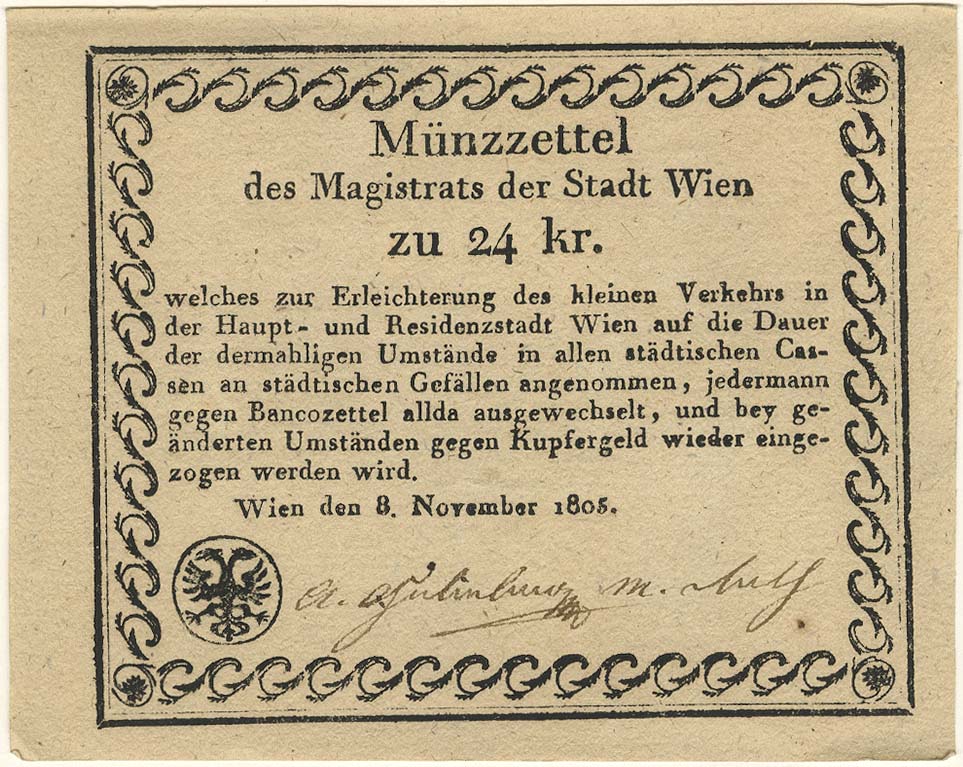 Münzzettel
des Magistrats der Stadt Wien
zu 24 kr.
welches zur Erleichterung des kleinen Verkehrs in
der Haupt- und Residenzstadt Wien auf die Dauer
der dermahligen Umstände in allen städtischen Cas-
sen an städtischen Gefällen angenommen, jedermann
gegen Bancozettel allda ausgewechselt, und bey ge-
änderten Umständen gegen Kupfergeld wieder einge-
zogen werden wird.
Wien den 8. November 1805.